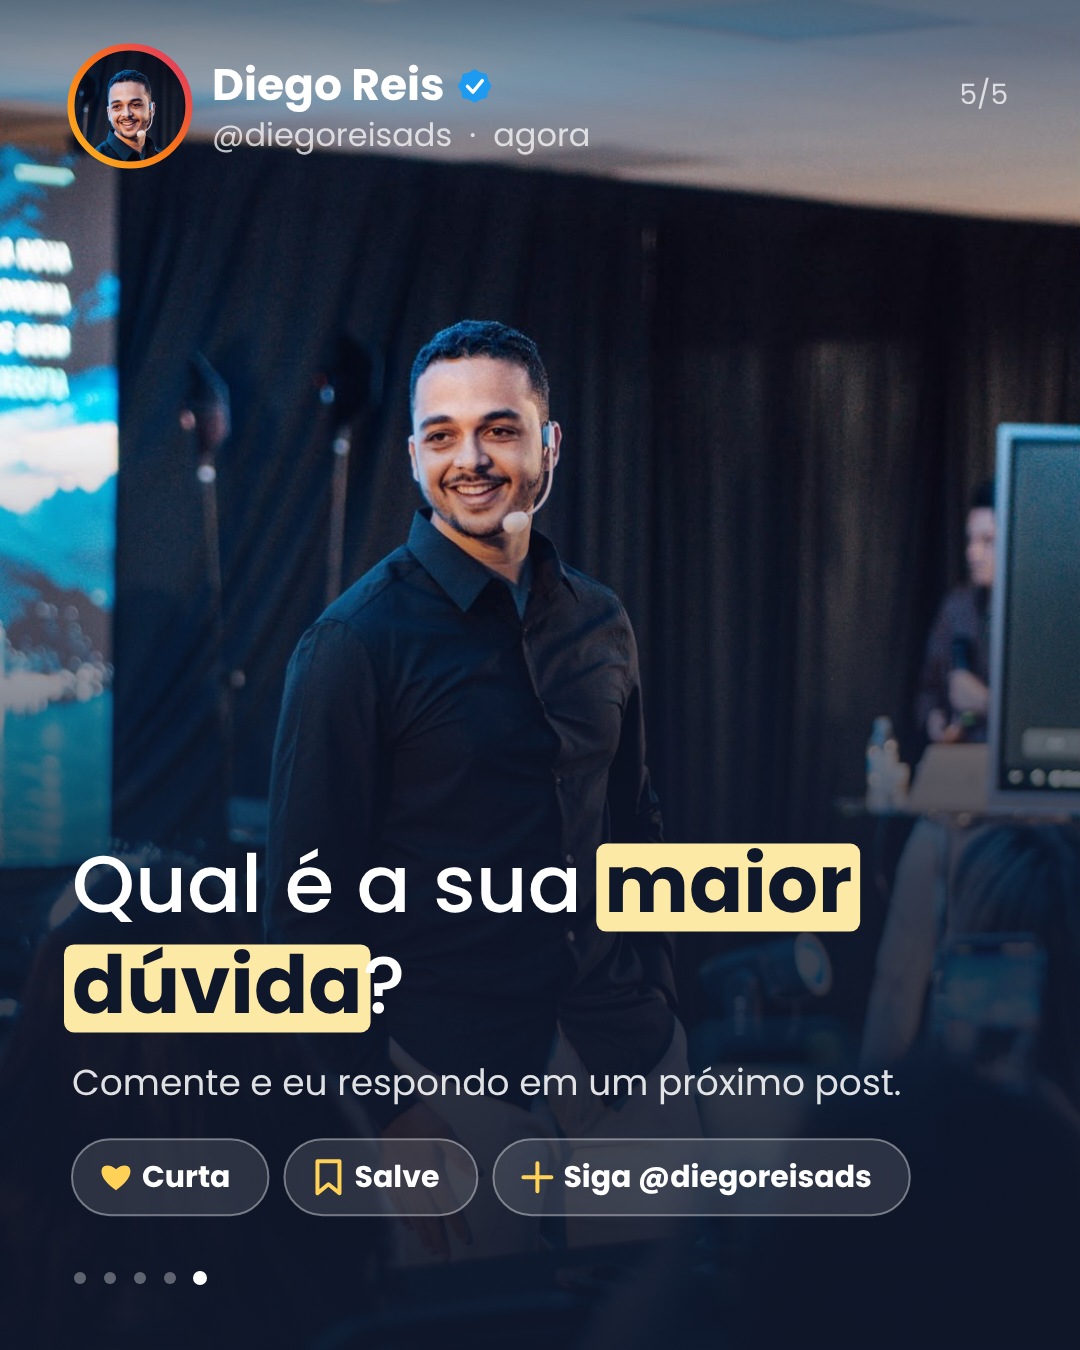 Diego Reis
@diegoreisads · agora
5/5
Qual é a sua maior
dúvida?
Comente e eu respondo em um próximo post.
Curta
Salve
Siga @diegoreisads